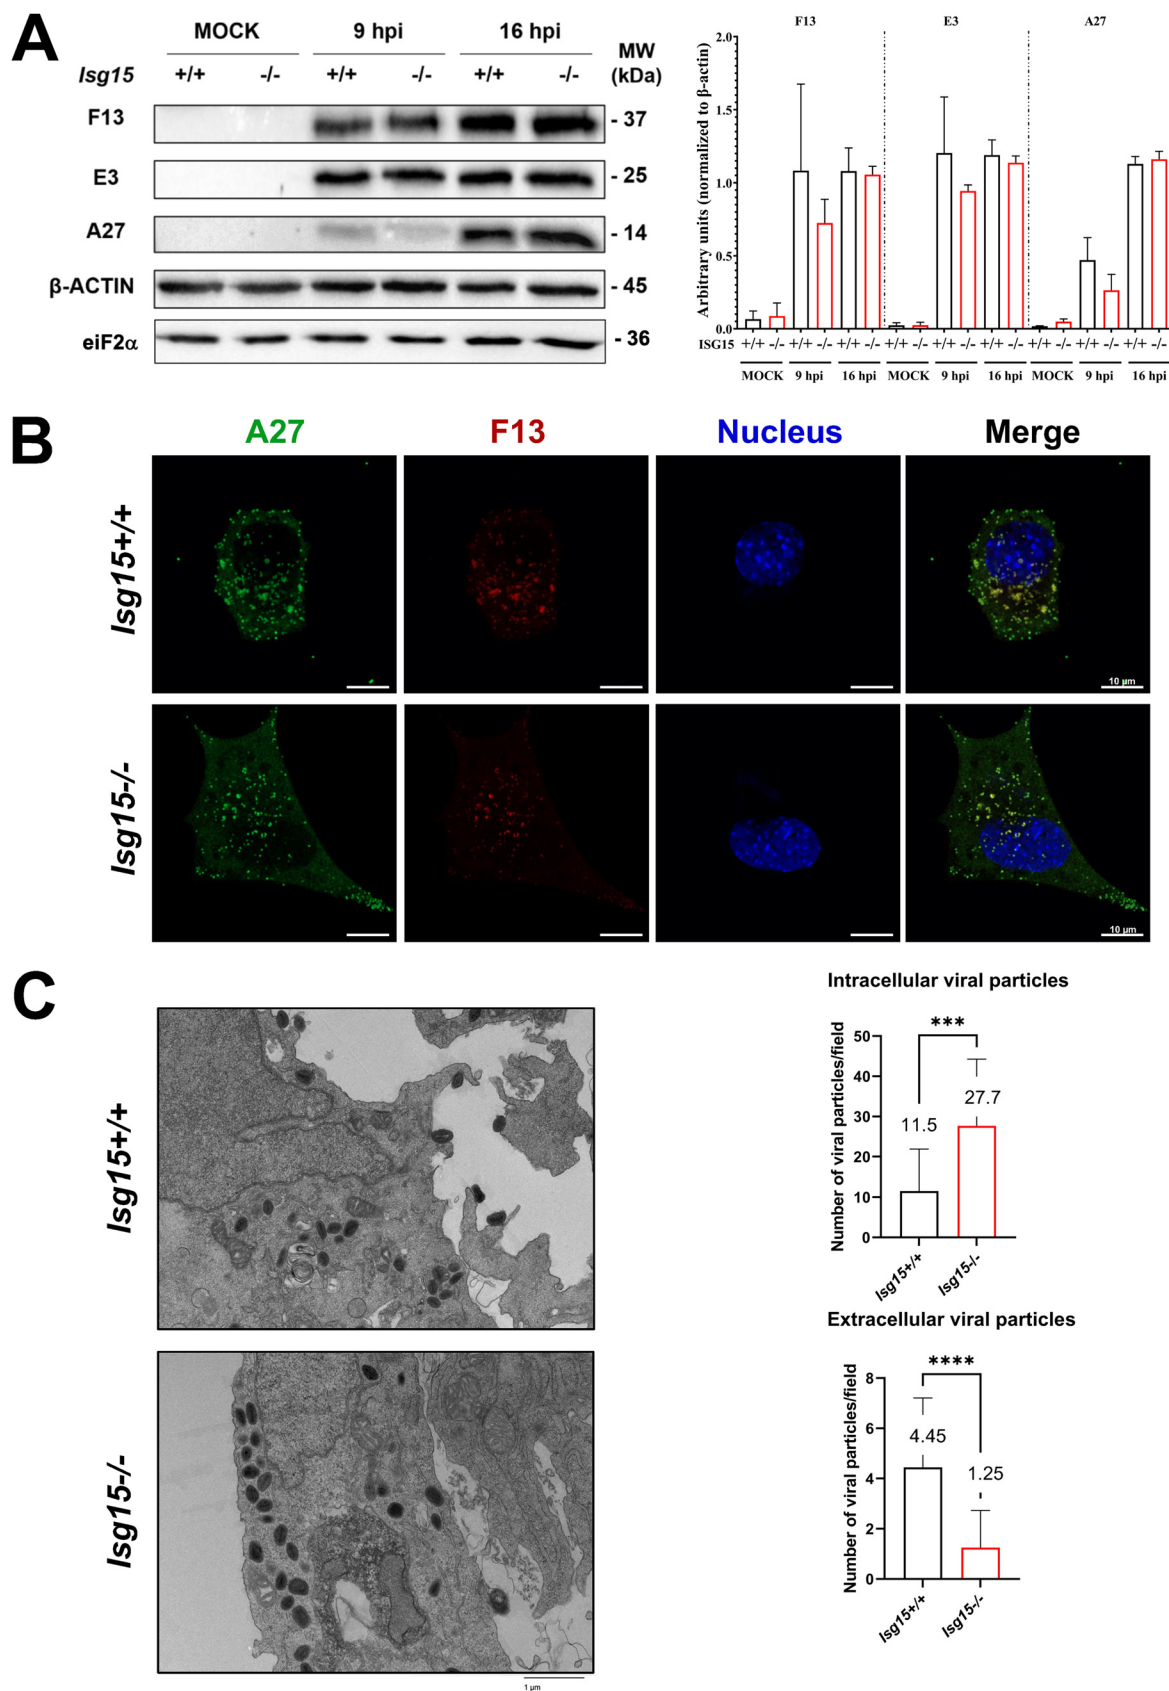 A
MOCK 9 hpi 16 hpi MW
Isg15 +/+ -/- +/+ -/- +/+ -/- (kDa)
F13 - 37
E3 - 25
A27 - 14
β-ACTIN - 45
eiF2α - 36
F13 E3 A27
Arbitrary units (normalized to β-actin)
2.0
1.5
1.0
0.5
0.0
ISG15 +/+ -/- +/+ -/- +/+ -/- +/+ -/- +/+ -/- +/+ -/- +/+ -/- +/+ -/- +/+ -/-
MOCK 9 hpi 16 hpi MOCK 9 hpi 16 hpi MOCK 9 hpi 16 hpi
B
A27 F13 Nucleus Merge
Isg15+/+
10 µm
Isg15-/-
10 µm
C
Isg15+/+
Isg15-/-
1 µm
Intracellular viral particles
Number of viral particles/field
50
40
30
20
10
0
***
11.5
27.7
Isg15+/+ Isg15-/-
Extracellular viral particles
Number of viral particles/field
8
6
4
2
0
****
4.45
1.25
Isg15+/+ Isg15-/-